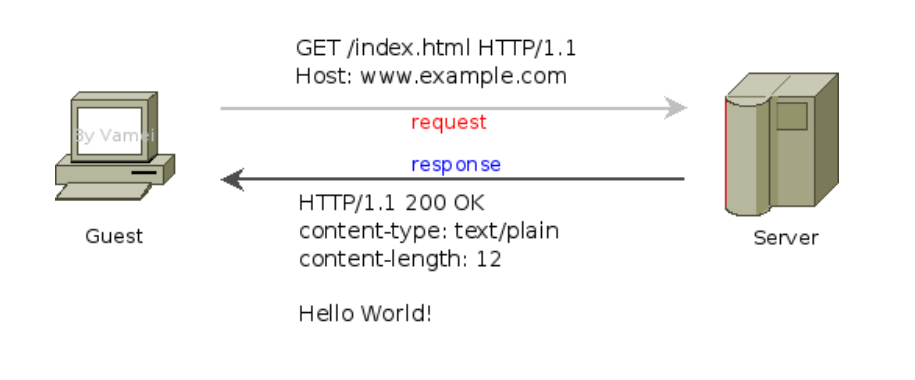 GET /index.html HTTP/1.1
Host: www.example.com
request
By Vamei
response
HTTP/1.1 200 OK
content-type: text/plain
content-length: 12
Hello World!
Guest
Server